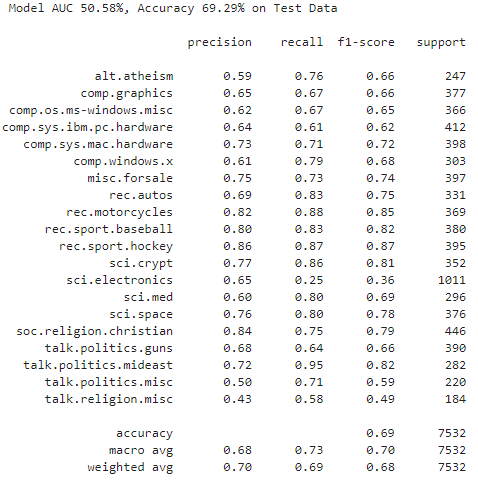 Model AUC 50.58%, Accuracy 69.29% on Test Data
precision recall f1-score support
alt.atheism 0.59 0.76 0.66 247
comp.graphics 0.65 0.67 0.66 377
comp.os.ms-windows.misc 0.62 0.67 0.65 366
comp.sys.ibm.pc.hardware 0.64 0.61 0.62 412
comp.sys.mac.hardware 0.73 0.71 0.72 398
comp.windows.x 0.61 0.79 0.68 303
misc.forsale 0.75 0.73 0.74 397
rec.autos 0.69 0.83 0.75 331
rec.motorcycles 0.82 0.88 0.85 369
rec.sport.baseball 0.80 0.83 0.82 380
rec.sport.hockey 0.86 0.87 0.87 395
sci.crypt 0.77 0.86 0.81 352
sci.electronics 0.65 0.25 0.36 1011
sci.med 0.60 0.80 0.69 296
sci.space 0.76 0.80 0.78 376
soc.religion.christian 0.84 0.75 0.79 446
talk.politics.guns 0.68 0.64 0.66 390
talk.politics.mideast 0.72 0.95 0.82 282
talk.politics.misc 0.50 0.71 0.59 220
talk.religion.misc 0.43 0.58 0.49 184
accuracy 0.69 7532
macro avg 0.68 0.73 0.70 7532
weighted avg 0.70 0.69 0.68 7532